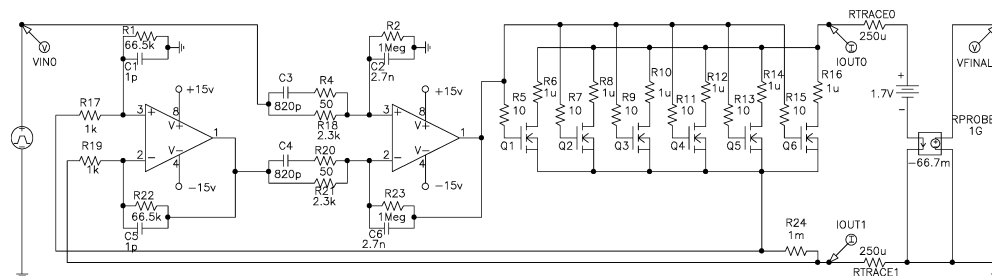 VIN0
R1
66.5k
C1
1p
R17
1k
R19
1k
3
+
2
−
8
V+
V−
4
1
+15v
−15v
R22
66.5k
C5
1p
C3
820p
R4
50
R18
2.3k
C4
820p
R20
50
R21
2.3k
R2
1Meg
C2
2.7n
3
+
2
−
8
V+
V−
4
1
+15v
−15v
R23
1Meg
C6
2.7n
R5
10
Q1
R6
1u
R7
10
Q2
R8
1u
R9
10
Q3
R10
1u
R11
10
Q4
R12
1u
R13
10
Q5
R14
1u
R15
10
Q6
R16
1u
RTRACE0
250u
IOUT0
R24
1m
IOUT1
250u
RTRACE1
+
1.7V
−
−66.7m
RPROBE
1G
VFINAL
V
V
I
I